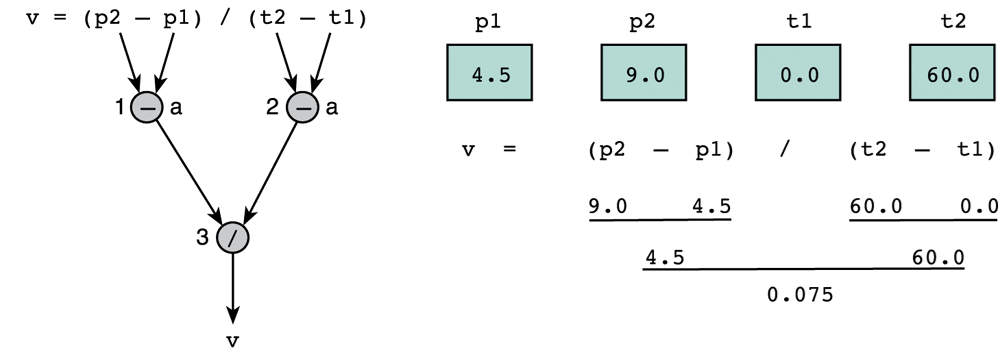 v = (p2 – p1) / (t2 – t1)
1 – a 2 – a
3 /
v
p1 p2 t1 t2
4.5 9.0 0.0 60.0
v = (p2 – p1) / (t2 – t1)
9.0 4.5 60.0 0.0
4.5 60.0
0.075